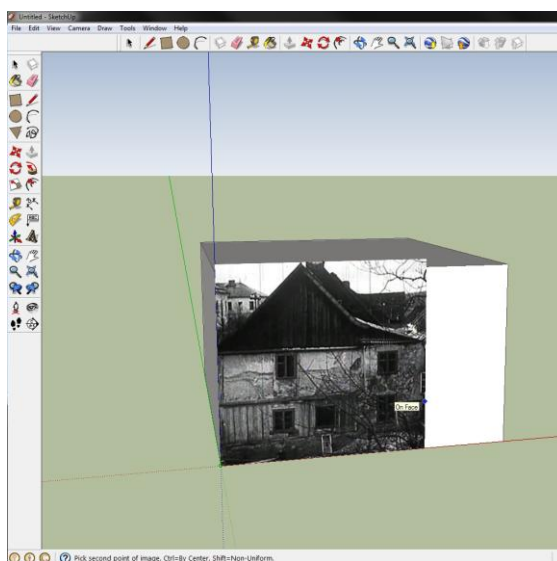 Untitled - SketchUp
File Edit View Camera Draw Tools Window Help
On Face
Pick second point of image. Ctrl=By Center. Shift=Non-Uniform.